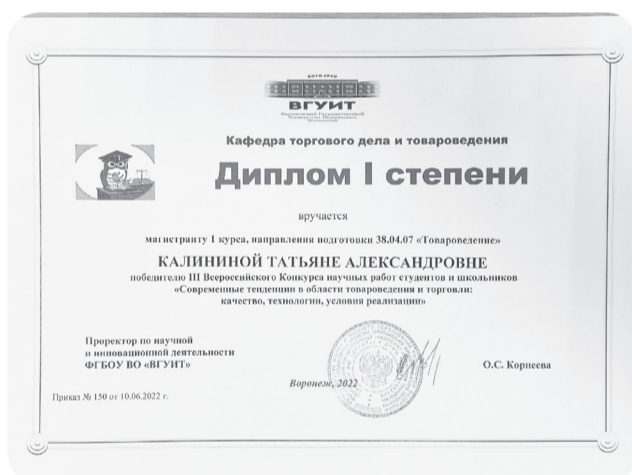 ВГУИТ
Кафедра торгового дела и товароведения
Диплом I степени
вручается
магистранту 1 курса, направления подготовки 38.04.07 «Товароведение»
КАЛИНИНОЙ ТАТЬЯНЕ АЛЕКСАНДРОВНЕ
победителю III Всероссийского Конкурса научных работ студентов и школьников
«Современные тенденции в области товароведения и торговли:
качество, технологии, условия реализации»
Проректор по научной
и инновационной деятельности
ФГБОУ ВО «ВГУИТ»
О.С. Корнеева
Воронеж, 2022
Приказ № 150 от 10.06.2022 г.